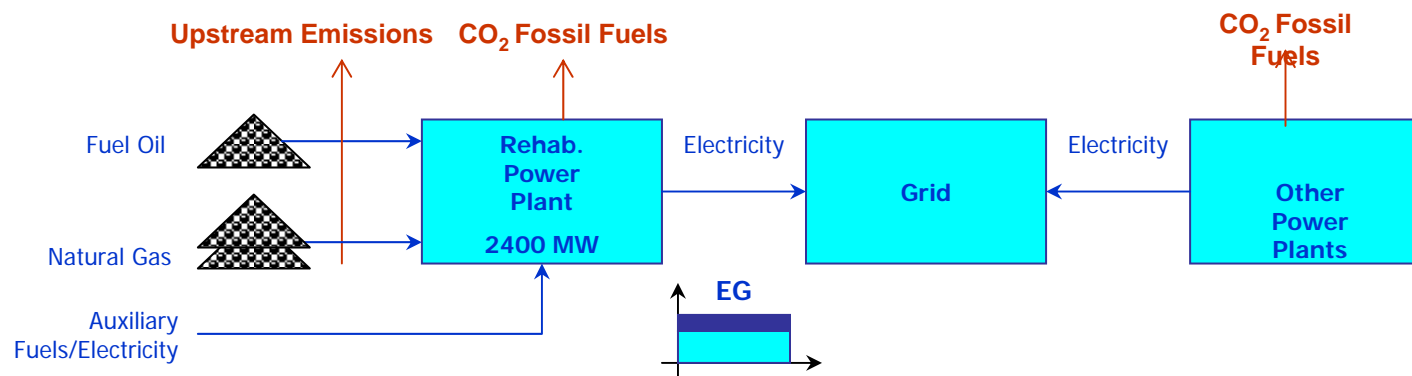 Upstream Emissions
CO2 Fossil Fuels
CO2 Fossil
Fuels
Fuel Oil
Rehab.
Power
Plant
2400 MW
Electricity
Grid
Electricity
Other
Power
Plants
Natural Gas
EG
Auxiliary
Fuels/Electricity